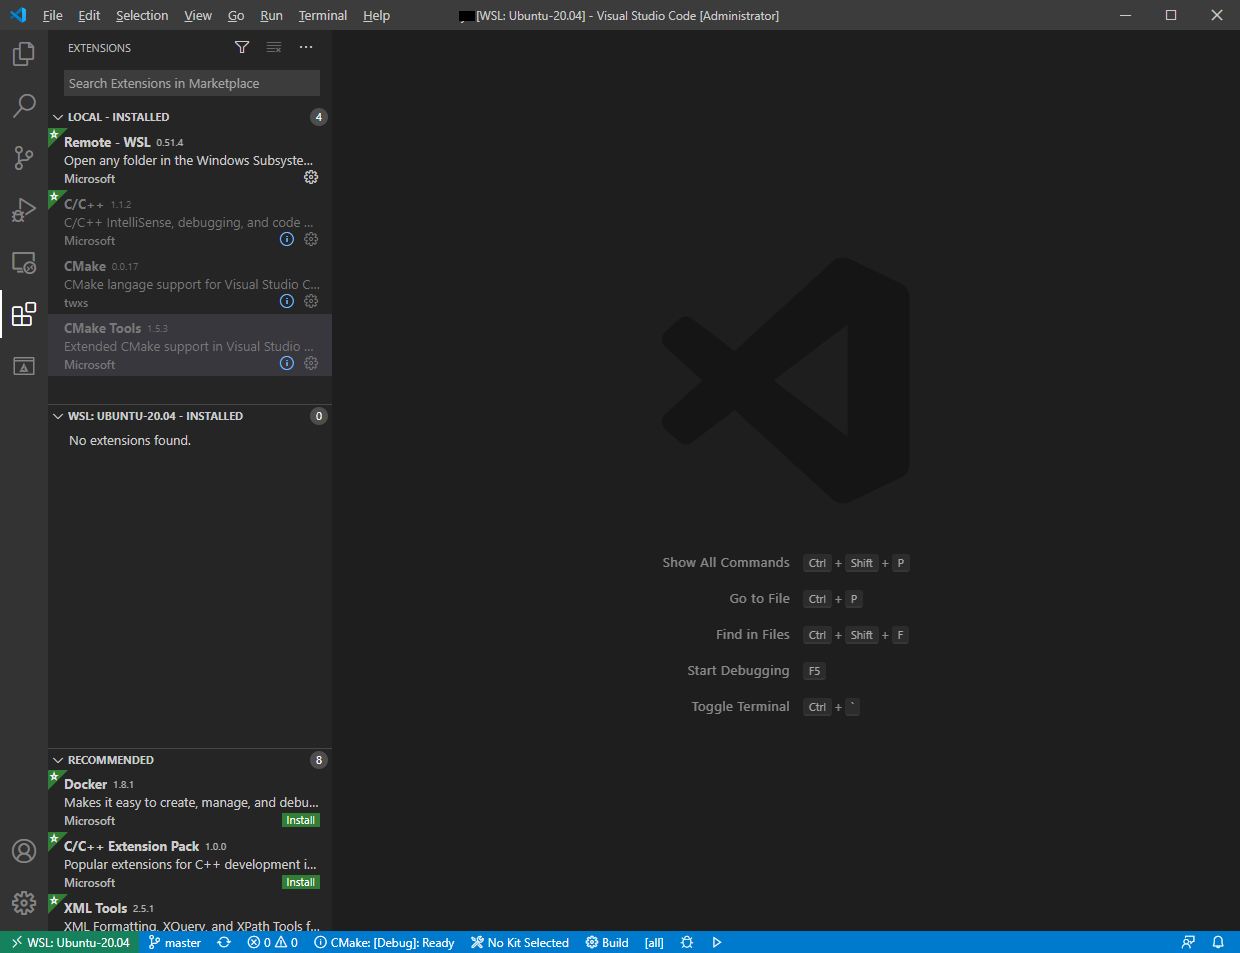 File Edit Selection View Go Run Terminal Help
[WSL: Ubuntu-20.04] - Visual Studio Code [Administrator]
EXTENSIONS
Search Extensions in Marketplace
LOCAL - INSTALLED 4
Remote - WSL 0.51.4
Open any folder in the Windows Subsyste...
Microsoft
C/C++ 1.1.2
C/C++ IntelliSense, debugging, and code ...
Microsoft
CMake 0.0.17
CMake langage support for Visual Studio C...
twxs
CMake Tools 1.5.3
Extended CMake support in Visual Studio ...
Microsoft
WSL: UBUNTU-20.04 - INSTALLED 0
No extensions found.
Show All Commands Ctrl + Shift + P
Go to File Ctrl + P
Find in Files Ctrl + Shift + F
Start Debugging F5
Toggle Terminal Ctrl + `
RECOMMENDED 8
Docker 1.8.1
Makes it easy to create, manage, and debu...
Microsoft Install
C/C++ Extension Pack 1.0.0
Popular extensions for C++ development i...
Microsoft Install
XML Tools 2.5.1
XML Formatting, XQuery, and XPath Tools f...
WSL: Ubuntu-20.04 master 0 0 CMake: [Debug]: Ready No Kit Selected Build [all]